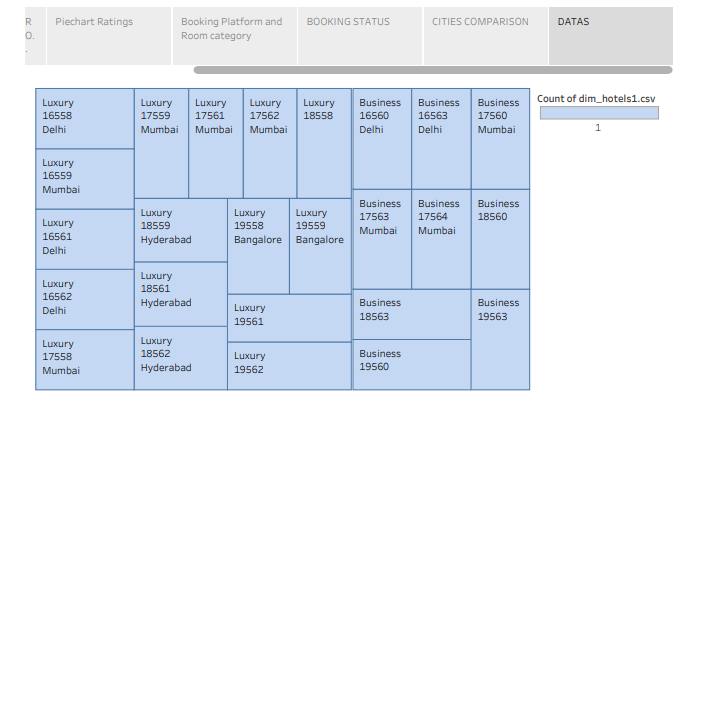 R
O.
.
Piechart Ratings
Booking Platform and
Room category
BOOKING STATUS
CITIES COMPARISON
DATAS
Luxury
16558
Delhi
Luxury
16559
Mumbai
Luxury
16561
Delhi
Luxury
16562
Delhi
Luxury
17558
Mumbai
Luxury
17559
Mumbai
Luxury
17561
Mumbai
Luxury
17562
Mumbai
Luxury
18558
Luxury
18559
Hyderabad
Luxury
18561
Hyderabad
Luxury
18562
Hyderabad
Luxury
19558
Bangalore
Luxury
19559
Bangalore
Luxury
19561
Luxury
19562
Business
16560
Delhi
Business
16563
Delhi
Business
17560
Mumbai
Business
17563
Mumbai
Business
17564
Mumbai
Business
18560
Business
18563
Business
19560
Business
19563
Count of dim_hotels1.csv
1